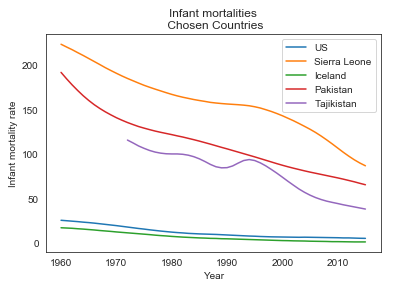 Infant mortalities
Chosen Countries
US
Sierra Leone
Iceland
Pakistan
Tajikistan
Infant mortality rate
200
150
100
50
0
1960
1970
1980
1990
2000
2010
Year